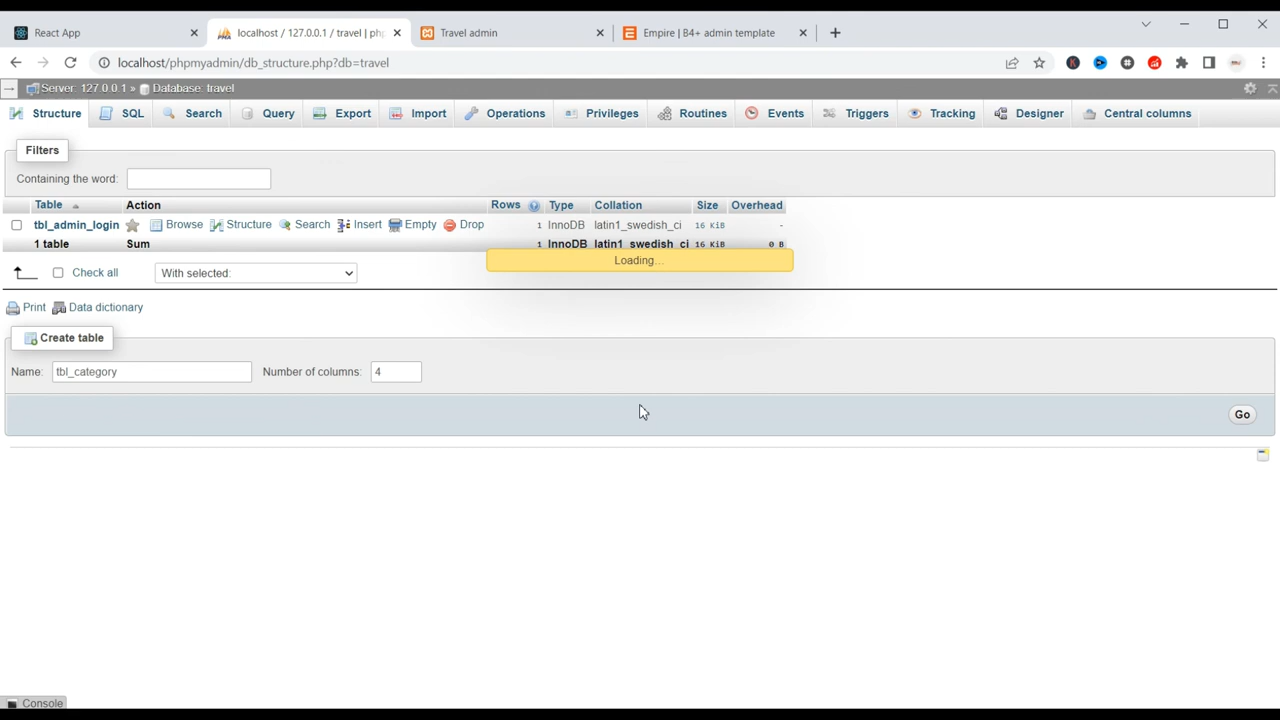 React App
localhost / 127.0.0.1 / travel | php
Travel admin
Empire | B4+ admin template
localhost/phpmyadmin/db_structure.php?db=travel
Server: 127.0.0.1 » Database: travel
Structure SQL Search Query Export Import Operations Privileges Routines Events Triggers Tracking Designer Central columns
Filters
Containing the word:
Table Action Rows Type Collation Size Overhead
tbl_admin_login Browse Structure Search Insert Empty Drop 1 InnoDB latin1_swedish_ci 16 KiB -
1 table Sum 1 InnoDB latin1_swedish_ci 16 KiB 0 B
Loading…
Check all With selected:
Print Data dictionary
Create table
Name: tbl_category Number of columns: 4
Go
Console